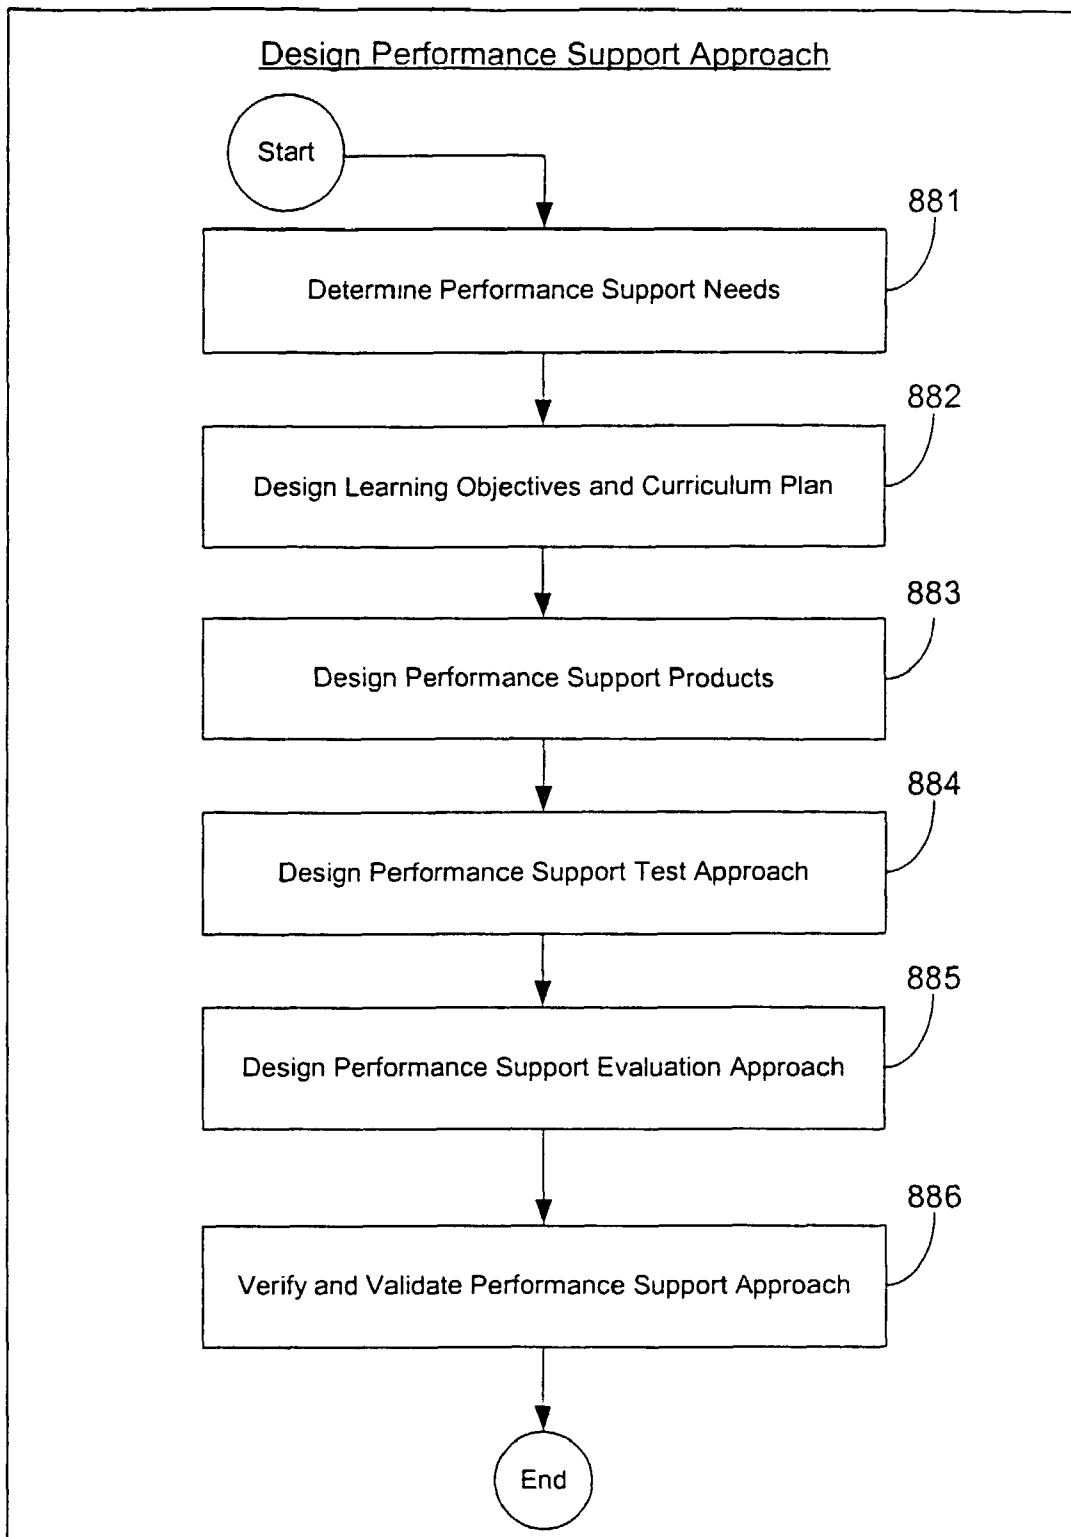 Design Performance Support Approach
Start
881
Determine Performance Support Needs
882
Design Learning Objectives and Curriculum Plan
883
Design Performance Support Products
884
Design Performance Support Test Approach
885
Design Performance Support Evaluation Approach
886
Verify and Validate Performance Support Approach
End